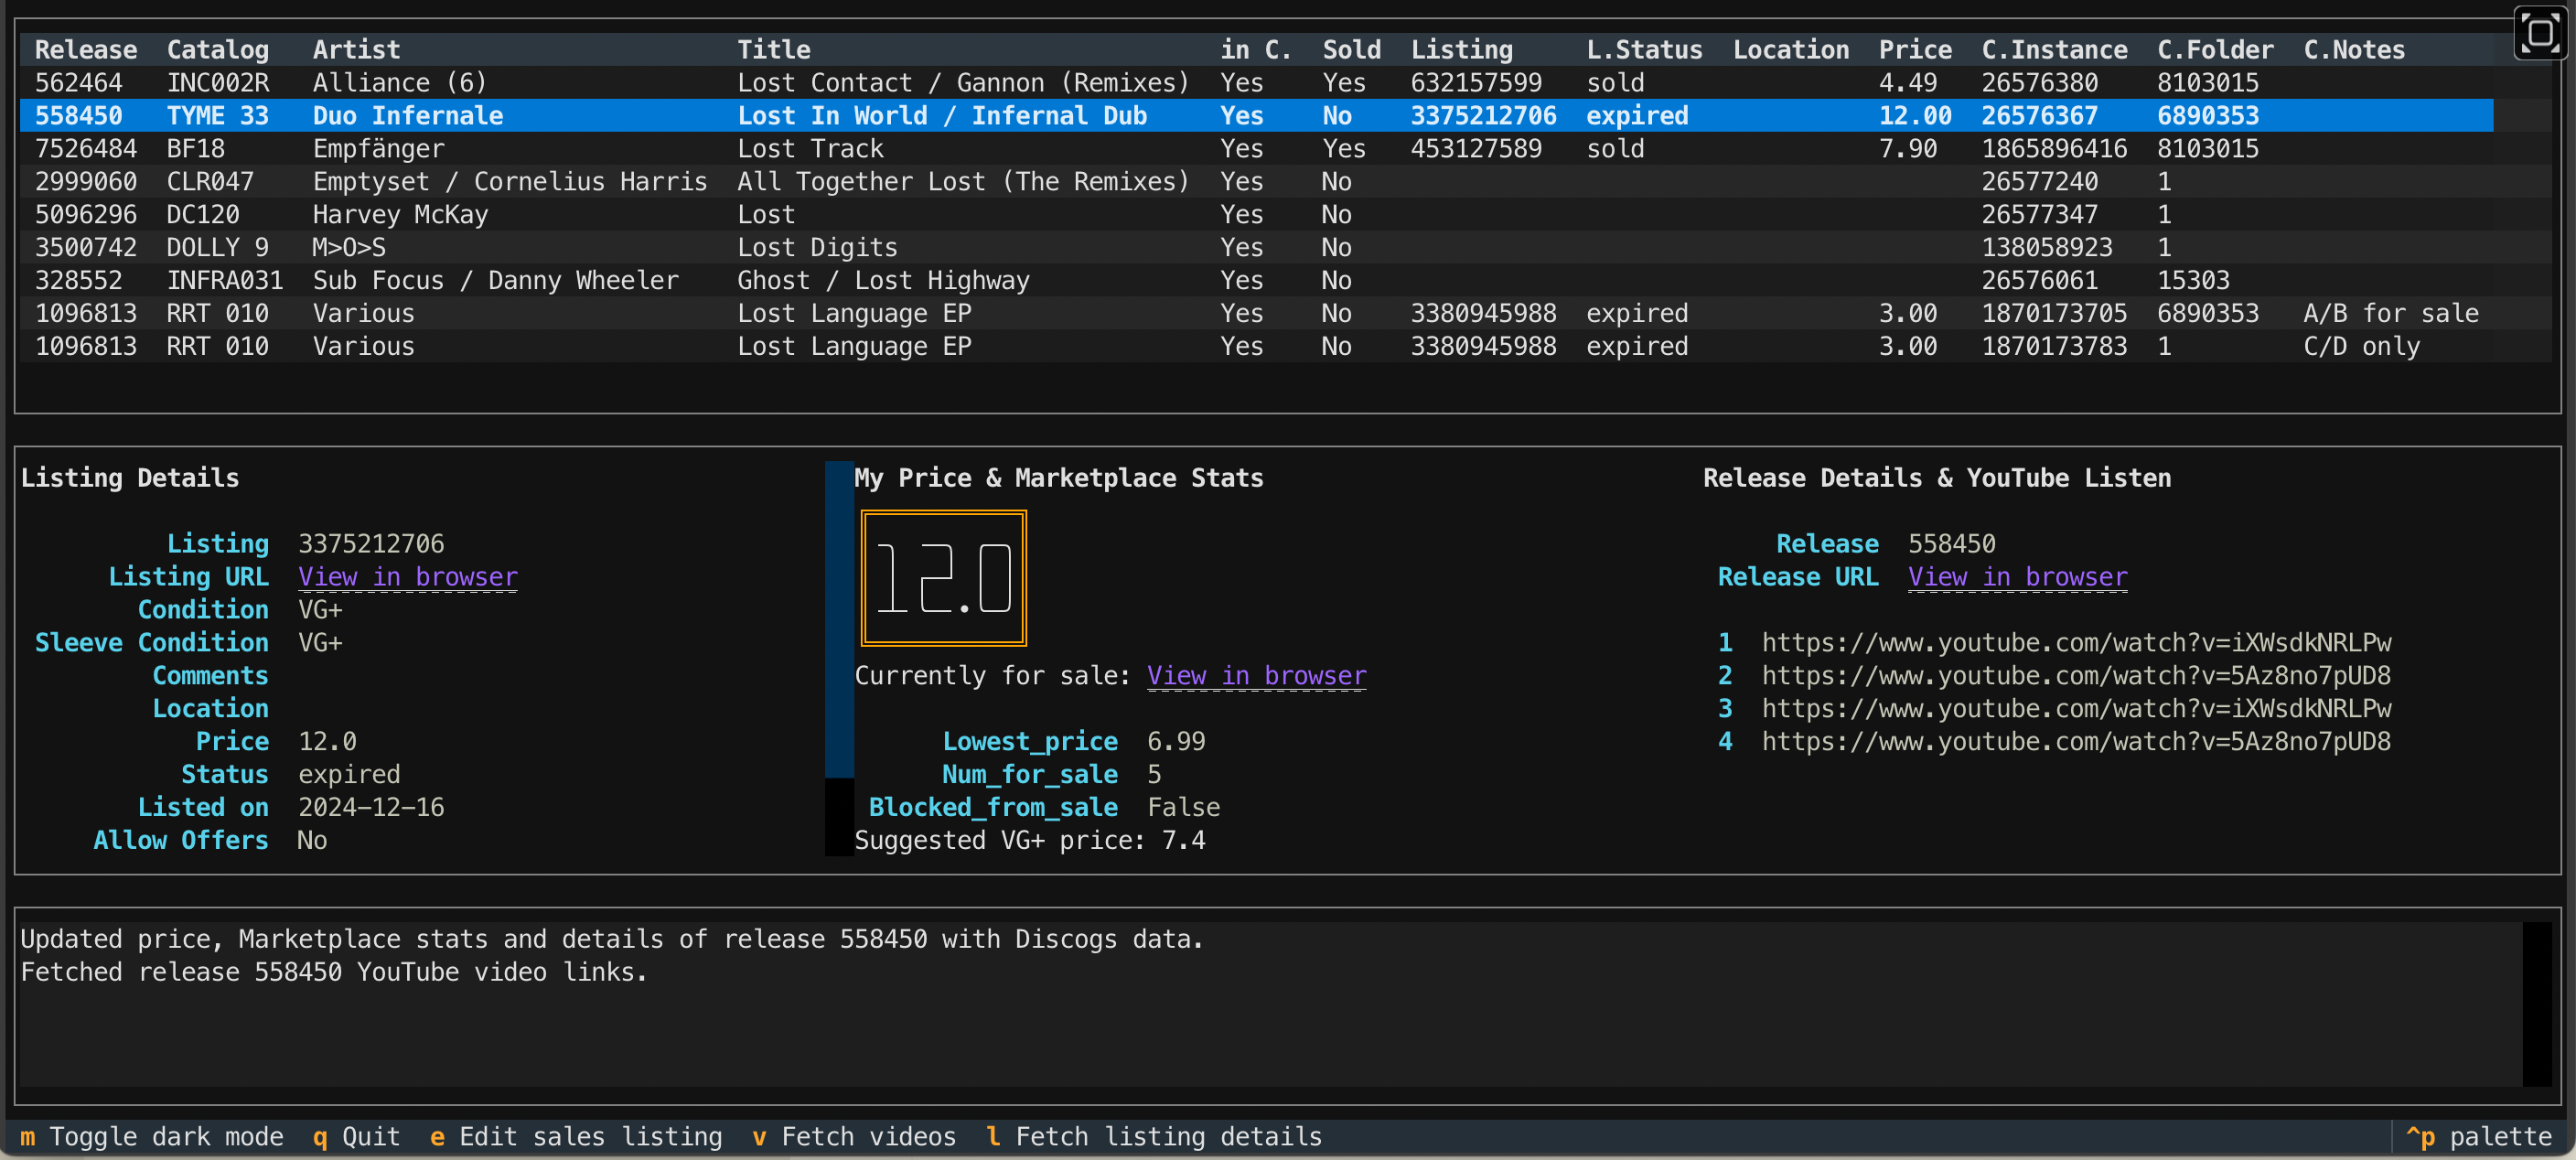 Release Catalog Artist Title in C. Sold Listing L.Status Location Price C.Instance C.Folder C.Notes
562464 INC002R Alliance (6) Lost Contact / Gannon (Remixes) Yes Yes 632157599 sold 4.49 26576380 8103015
558450 TYME 33 Duo Infernale Lost In World / Infernal Dub Yes No 3375212706 expired 12.00 26576367 6890353
7526484 BF18 Empfänger Lost Track Yes Yes 453127589 sold 7.90 1865896416 8103015
2999060 CLR047 Emptyset / Cornelius Harris All Together Lost (The Remixes) Yes No 26577240 1
5096296 DC120 Harvey McKay Lost Yes No 26577347 1
3500742 DOLLY 9 M>O>S Lost Digits Yes No 138058923 1
328552 INFRA031 Sub Focus / Danny Wheeler Ghost / Lost Highway Yes No 26576061 15303
1096813 RRT 010 Various Lost Language EP Yes No 3380945988 expired 3.00 1870173705 6890353 A/B for sale
1096813 RRT 010 Various Lost Language EP Yes No 3380945988 expired 3.00 1870173783 1 C/D only
Listing Details
Listing 3375212706
Listing URL View in browser
Condition VG+
Sleeve Condition VG+
Comments
Location
Price 12.0
Status expired
Listed on 2024-12-16
Allow Offers No
My Price & Marketplace Stats
12.0
Currently for sale: View in browser
Lowest_price 6.99
Num_for_sale 5
Blocked_from_sale False
Suggested VG+ price: 7.4
Release Details & YouTube Listen
Release 558450
Release URL View in browser
1 https://www.youtube.com/watch?v=iXWsdkNRLPw
2 https://www.youtube.com/watch?v=5Az8no7pUD8
3 https://www.youtube.com/watch?v=iXWsdkNRLPw
4 https://www.youtube.com/watch?v=5Az8no7pUD8
Updated price, Marketplace stats and details of release 558450 with Discogs data.
Fetched release 558450 YouTube video links.
m Toggle dark mode q Quit e Edit sales listing v Fetch videos l Fetch listing details ^p palette